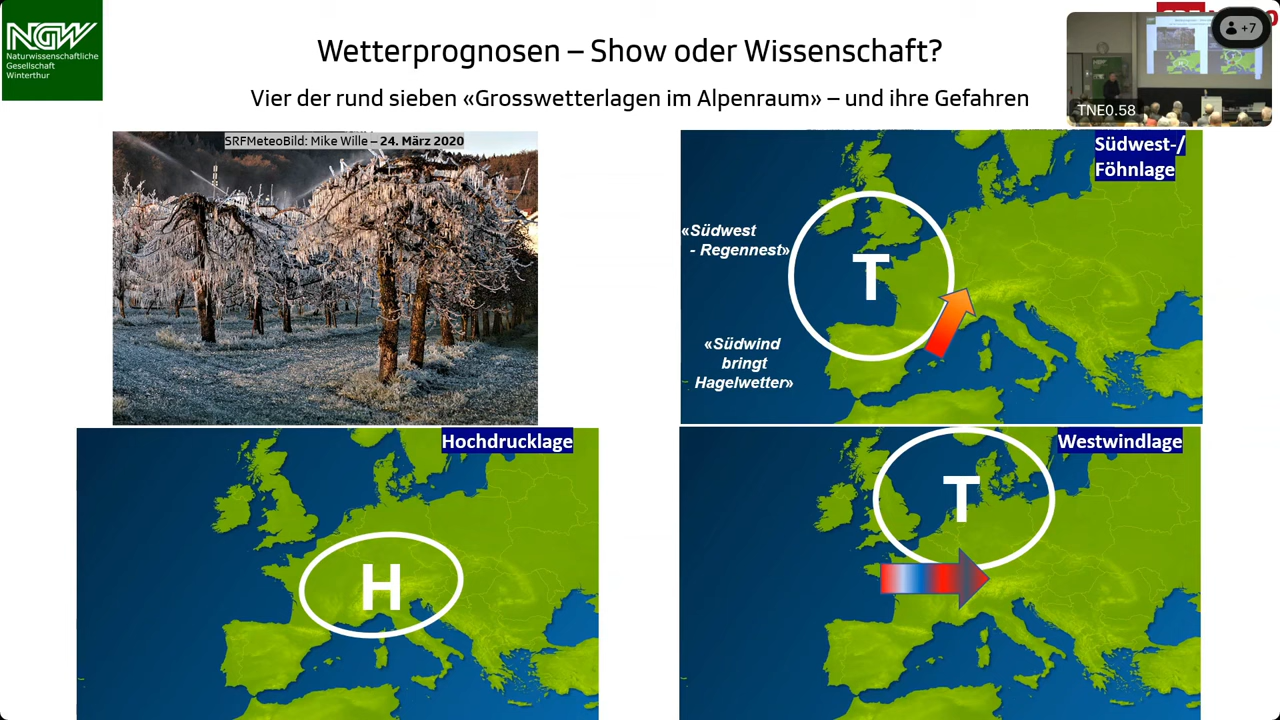 NGW
Naturwissenschaftliche
Gesellschaft
Winterthur
Wetterprognosen – Show oder Wissenschaft?
Vier der rund sieben «Grosswetterlagen im Alpenraum» – und ihre Gefahren
+7
TNE0.58
SRFMeteoBild: Mike Wille – 24. März 2020
Südwest-/
Föhnlage
«Südwest
- Regennest»
T
«Südwind
bringt
Hagelwetter»
Hochdrucklage
H
Westwindlage
T